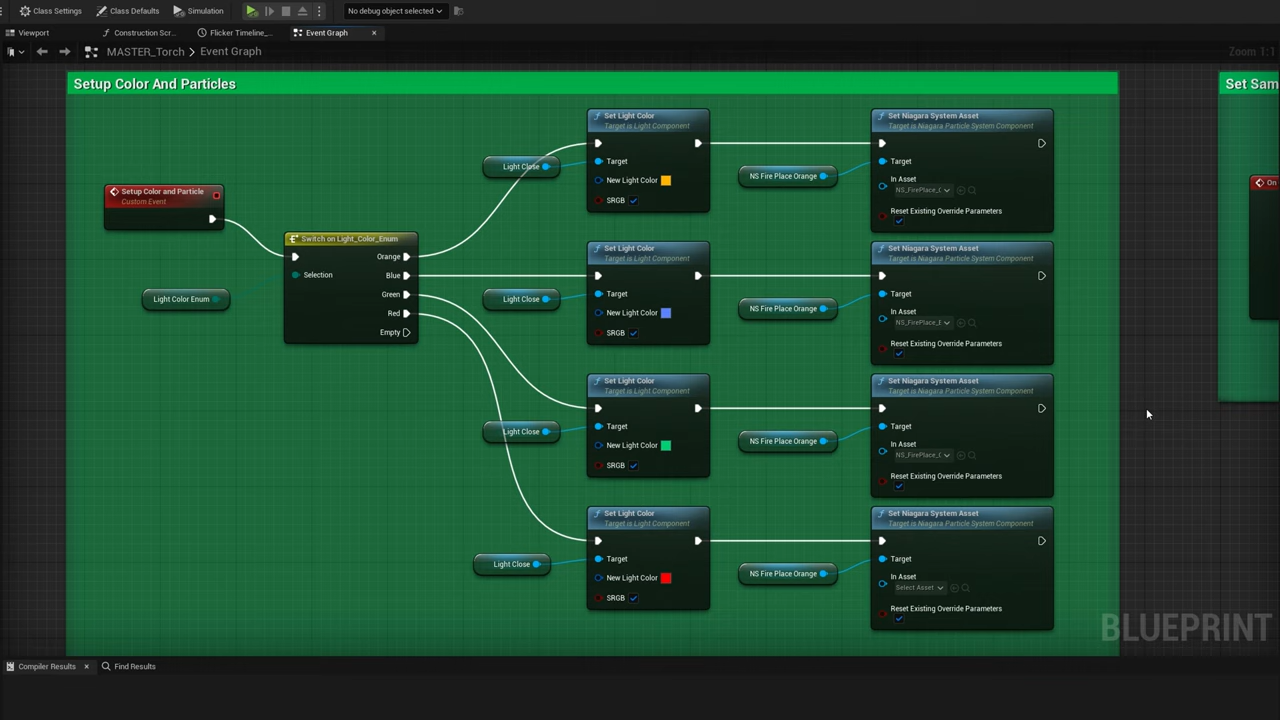 Class Settings
Class Defaults
Simulation
No debug object selected
Viewport
Construction Scr...
Flicker Timeline_...
Event Graph
MASTER_Torch > Event Graph
Zoom 1:1
Setup Color And Particles
Set Sam
Setup Color and Particle
Custom Event
Light Color Enum
Switch on Light_Color_Enum
Selection
Orange
Blue
Green
Red
Empty
Light Close
Set Light Color
Target is Light Component
Target
New Light Color
SRGB
NS Fire Place Orange
Set Niagara System Asset
Target is Niagara Particle System Component
Target
In Asset
NS_FirePlace_(
Reset Existing Override Parameters
On
Light Close
Set Light Color
Target is Light Component
Target
New Light Color
SRGB
NS Fire Place Orange
Set Niagara System Asset
Target is Niagara Particle System Component
Target
In Asset
NS_FirePlace_E
Reset Existing Override Parameters
Light Close
Set Light Color
Target is Light Component
Target
New Light Color
SRGB
NS Fire Place Orange
Set Niagara System Asset
Target is Niagara Particle System Component
Target
In Asset
NS_FirePlace_(
Reset Existing Override Parameters
Light Close
Set Light Color
Target is Light Component
Target
New Light Color
SRGB
NS Fire Place Orange
Set Niagara System Asset
Target is Niagara Particle System Component
Target
In Asset
Select Asset
Reset Existing Override Parameters
BLUEPRINT
Compiler Results
Find Results